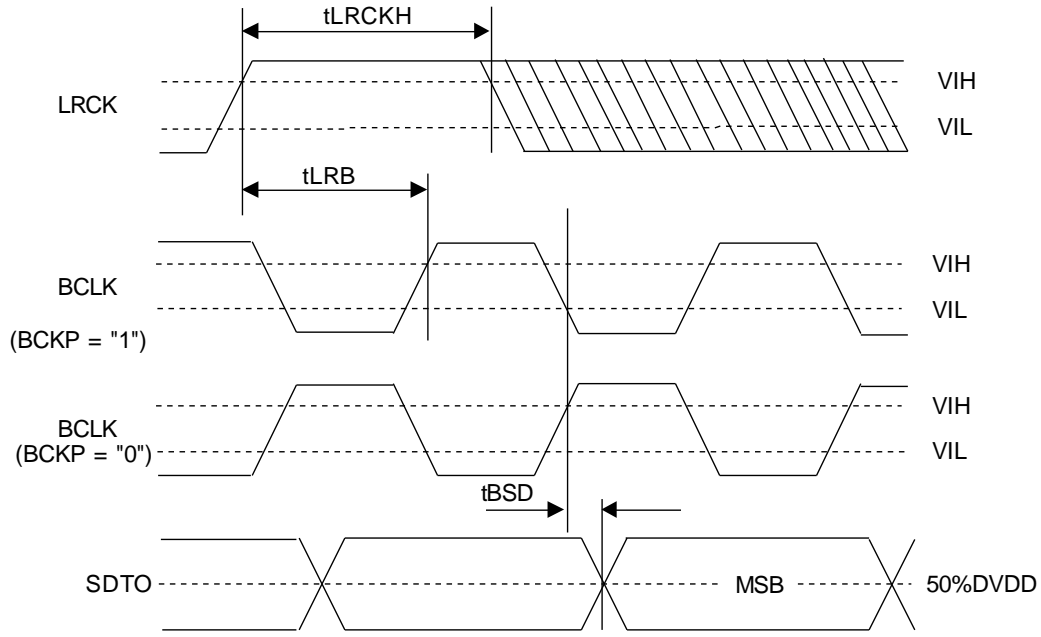 tLRCKH
LRCK
VIH
VIL
tLRB
BCLK
(BCKP = "1")
VIH
VIL
BCLK
(BCKP = "0")
VIH
VIL
tBSD
SDTO
MSB
50%DVDD